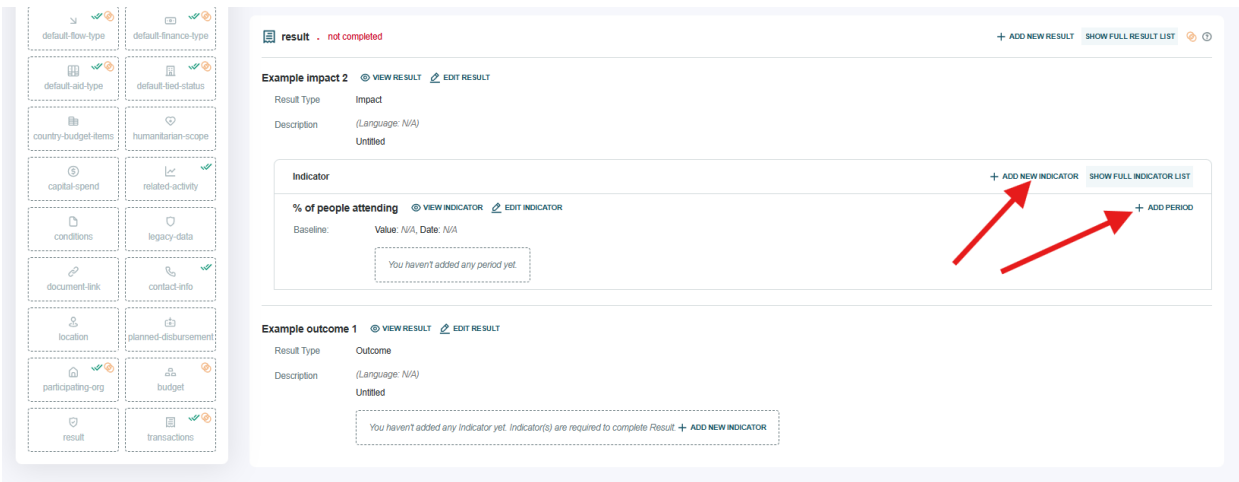 default-flow-type
default-finance-type
default-aid-type
default-tied-status
country-budget-items
humanitarian-scope
capital-spend
related-activity
conditions
legacy-data
document-link
contact-info
location
planned-disbursement
participating-org
budget
result
transactions
result . not completed
+ ADD NEW RESULT SHOW FULL RESULT LIST
Example impact 2 VIEW RESULT EDIT RESULT
Result Type Impact
Description (Language: N/A)
Untitled
Indicator + ADD NEW INDICATOR SHOW FULL INDICATOR LIST
% of people attending VIEW INDICATOR EDIT INDICATOR + ADD PERIOD
Baseline: Value: N/A, Date: N/A
You haven't added any period yet.
Example outcome 1 VIEW RESULT EDIT RESULT
Result Type Outcome
Description (Language: N/A)
Untitled
You haven't added any Indicator yet. Indicator(s) are required to complete Result. + ADD NEW INDICATOR